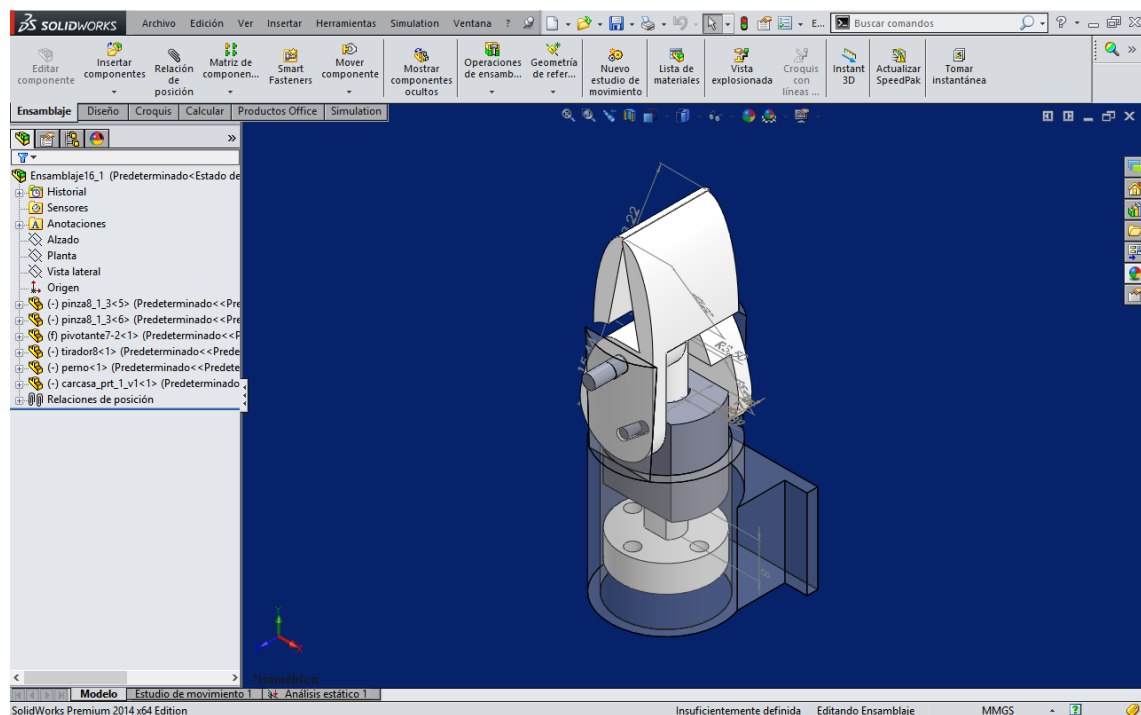 SOLIDWORKS Archivo Edición Ver Insertar Herramientas Simulation Ventana ? E... Buscar comandos
Editar componente
Insertar componentes
Relación de posición
Matriz de componen...
Smart Fasteners
Mover componente
Mostrar componentes ocultos
Operaciones de ensamb...
Geometría de refer...
Nuevo estudio de movimiento
Lista de materiales
Vista explosionada
Croquis con líneas ...
Instant 3D
Actualizar SpeedPak
Tomar instantánea
Ensamblaje Diseño Croquis Calcular Productos Office Simulation
Ensamblaje16_1 (Predeterminado<Estado de
Historial
Sensores
Anotaciones
Alzado
Planta
Vista lateral
Origen
(-) pinza8_1_3<5> (Predeterminado<<Pre
(-) pinza8_1_3<6> (Predeterminado<<Pre
(f) pivotante7-2<1> (Predeterminado<<P
(-) tirador8<1> (Predeterminado<<Prede
(-) perno<1> (Predeterminado<<Predete
(-) carcasa_prt_1_v1<1> (Predeterminado
Relaciones de posición
*Isométrica
Modelo Estudio de movimiento 1 Análisis estático 1
SolidWorks Premium 2014 x64 Edition Insuficientemente definida Editando Ensamblaje MMGS